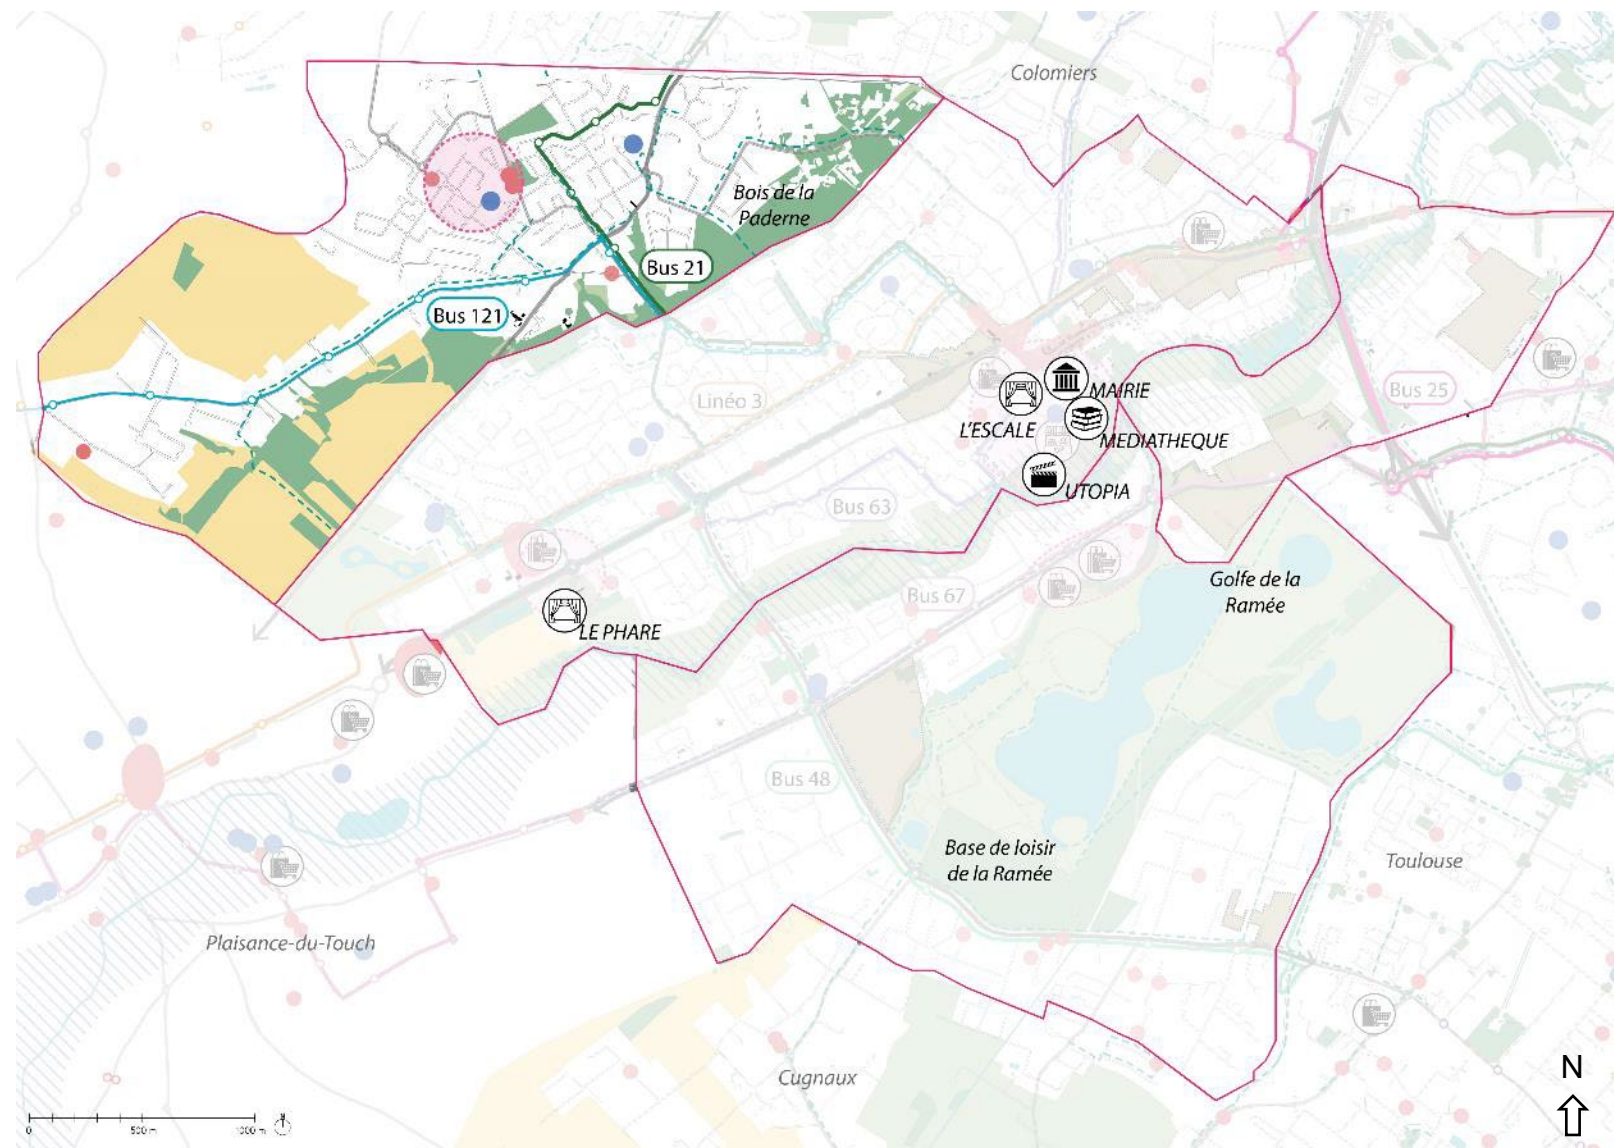 Colomiers
Bois de la
Paderne
Bus 21
Bus 121
MAIRIE
Bus 25
Linéo 3
L'ESCALE
MEDIATHEQUE
UTOPIA
Bus 63
Golfe de la
Ramée
Bus 67
LE PHARE
Bus 48
Base de loisir
de la Ramée
Toulouse
Plaisance-du-Touch
Cugnaux
N
0
500 m
1000 m